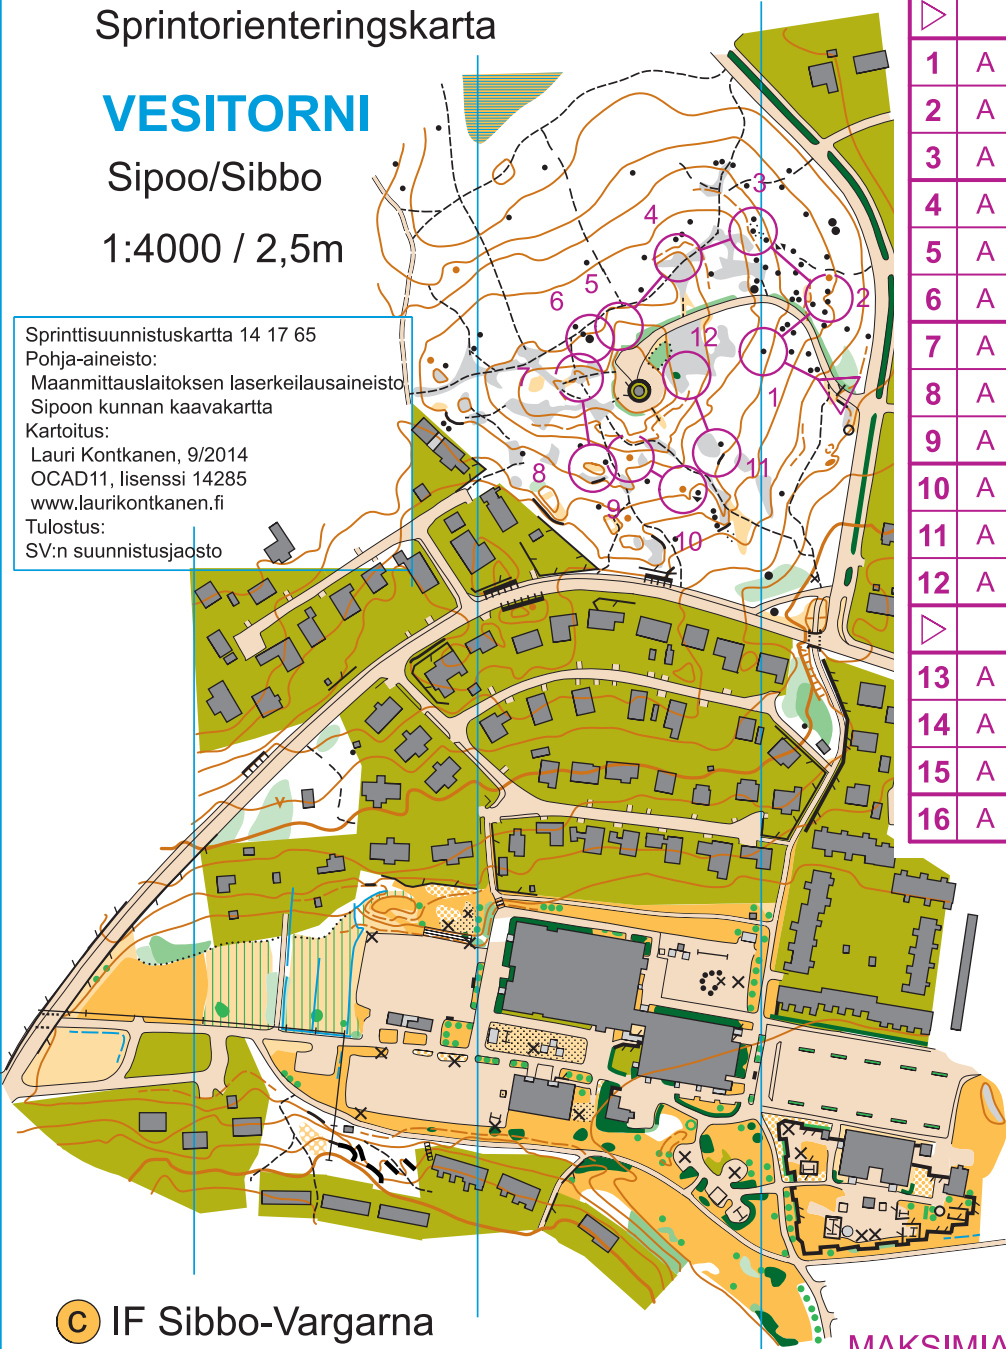 Sprintorienteringskarta
VESITORNI
Sipoo/Sibbo
1:4000 / 2,5m
Sprinttisuunnistuskartta 14 17 65
Pohja-aineisto:
Maanmittauslaitoksen laserkeilausaineisto
Sipoon kunnan kaavakartta
Kartoitus:
Lauri Kontkanen, 9/2014
OCAD11, lisenssi 14285
www.laurikontkanen.fi
Tulostus:
SV:n suunnistusjaosto
1 A
2 A
3 A
4 A
5 A
6 A
7 A
8 A
9 A
10 A
11 A
12 A
13 A
14 A
15 A
16 A
3
4
5
2
6
12
7
1
8
11
9
10
C IF Sibbo-Vargarna
MAKSIMIA